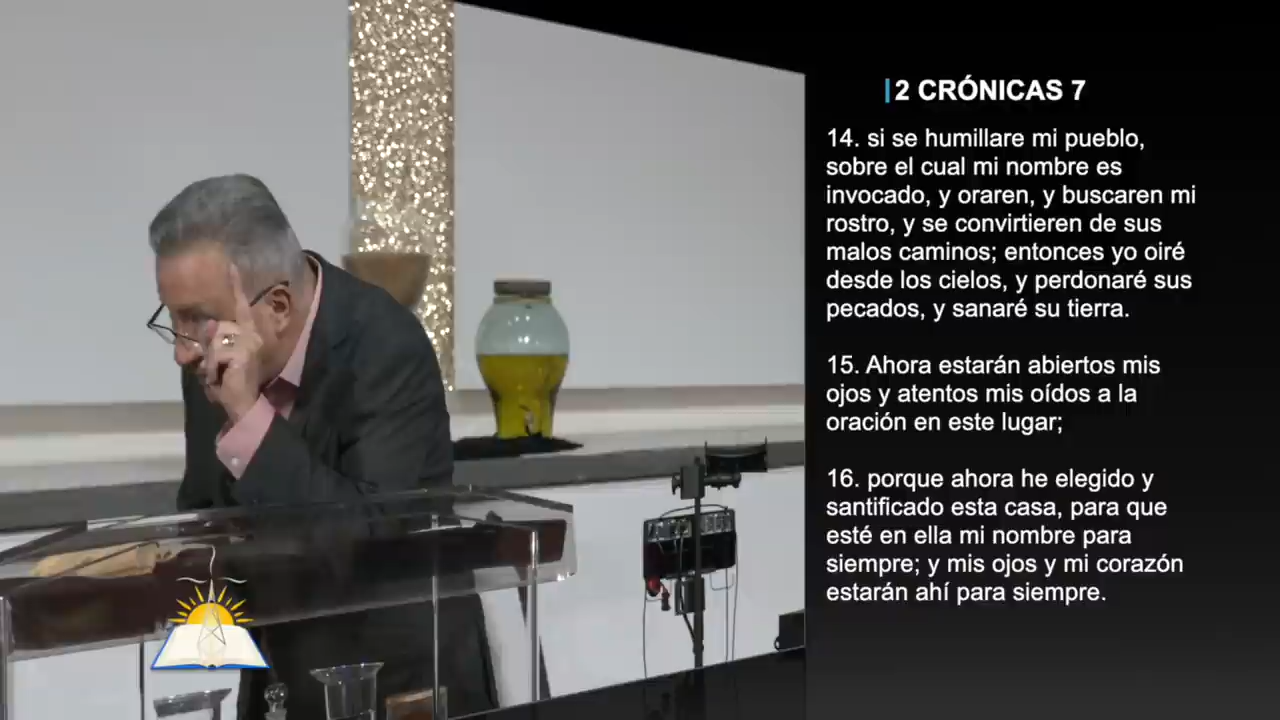 2 CRÓNICAS 7
14. si se humillare mi pueblo,
sobre el cual mi nombre es
invocado, y oraren, y buscaren mi
rostro, y se convirtieren de sus
malos caminos; entonces yo oiré
desde los cielos, y perdonaré sus
pecados, y sanaré su tierra.
15. Ahora estarán abiertos mis
ojos y atentos mis oídos a la
oración en este lugar;
16. porque ahora he elegido y
santificado esta casa, para que
esté en ella mi nombre para
siempre; y mis ojos y mi corazón
estarán ahí para siempre.